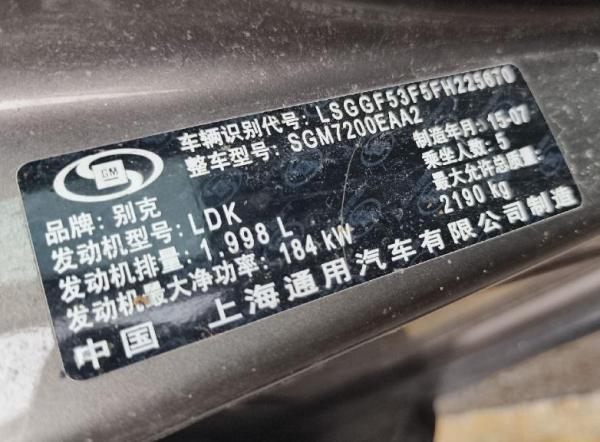 车辆识别代号: LSGGF53F5FH225670
整车型号: SGM7200EAA2
GM
品牌: 别克
制造年月: 15-07
发动机型号: LDK
乘坐人数: 5
发动机排量: 1.998 L
最大允许总质量:
2190 kg
发动机最大净功率: 184 kW
中国 上海通用汽车有限公司制造